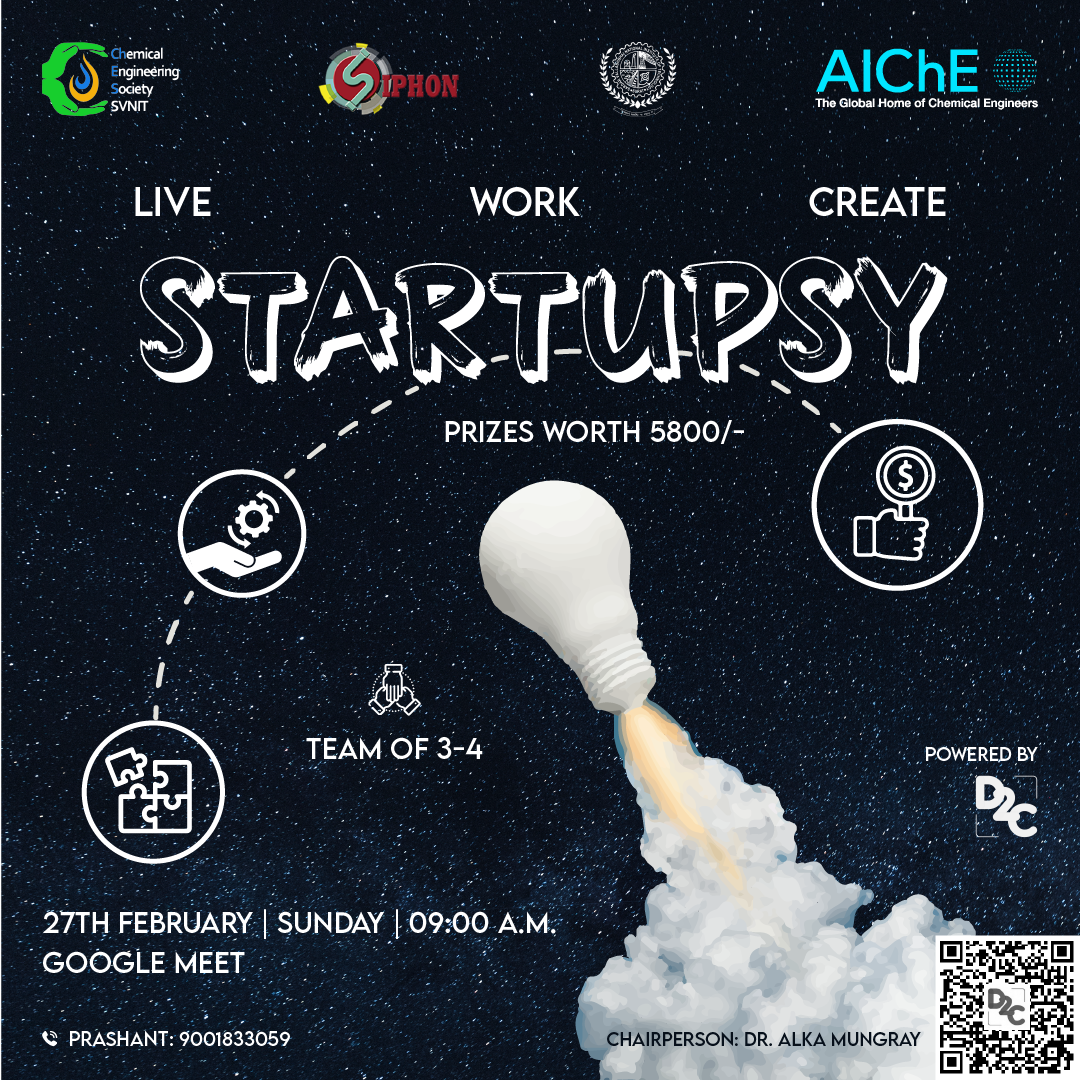 Chemical
Engineering
Society
SVNIT
SIPHON
AIChE
The Global Home of Chemical Engineers
LIVE
WORK
CREATE
STARTUPSY
PRIZES WORTH 5800/-
$
TEAM OF 3-4
POWERED BY
D2C
27TH FEBRUARY | SUNDAY | 09:00 A.M.
GOOGLE MEET
PRASHANT: 9001833059
CHAIRPERSON: DR. ALKA MUNGRAY
D2C